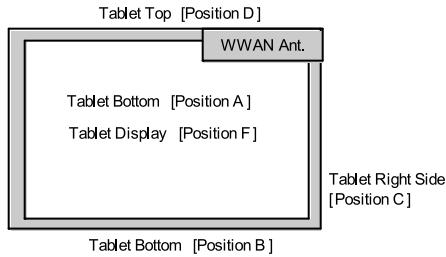 Tablet Top [Position D]
WWAN Ant.
Tablet Bottom [Position A]
Tablet Display [Position F]
Tablet Right Side
[Position C]
Tablet Bottom [Position B]